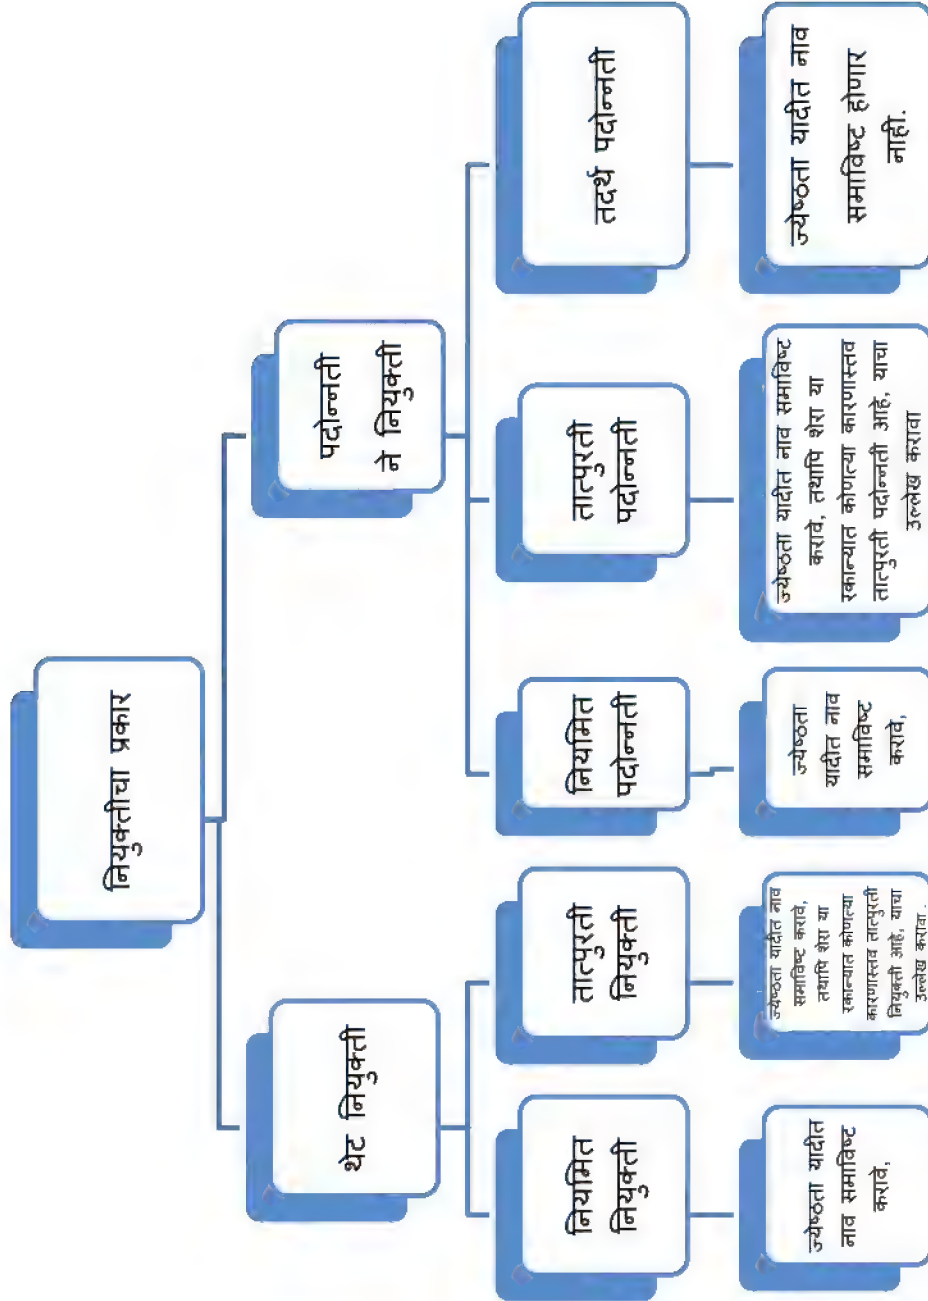 नियुक्तीचा प्रकार
थेट नियुक्ती
पदोन्नती
ने नियुक्ती
नियमित
नियुक्ती
तात्पुरती
नियुक्ती
नियमित
पदोन्नती
तात्पुरती
पदोन्नती
तदर्थ पदोन्नती
ज्येष्ठता यादीत
नाव समाविष्ट
करावे,
ज्येष्ठता यादीत नाव
समाविष्ट करावे,
तथापि शेरा या
रकान्यात कोणत्या
कारणास्तव तात्पुरती
नियुक्ती आहे, याचा
उल्लेख करावा .
ज्येष्ठता
यादीत नाव
समाविष्ट
करावे,
ज्येष्ठता यादीत नाव समाविष्ट
करावे, तथापि शेरा या
रकान्यात कोणत्या कारणास्तव
तात्पुरती पदोन्नती आहे, याचा
उल्लेख करावा
ज्येष्ठता यादीत नाव
समाविष्ट होणार
नाही.